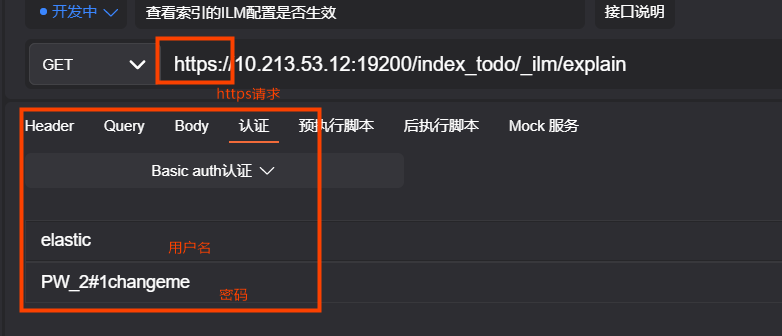 开发中 查看索引的ILM配置是否生效 接口说明
GET https://10.213.53.12:19200/index_todo/_ilm/explain
https请求
Header Query Body 认证 预执行脚本 后执行脚本 Mock 服务
Basic auth认证
elastic 用户名
PW_2#1changeme 密码